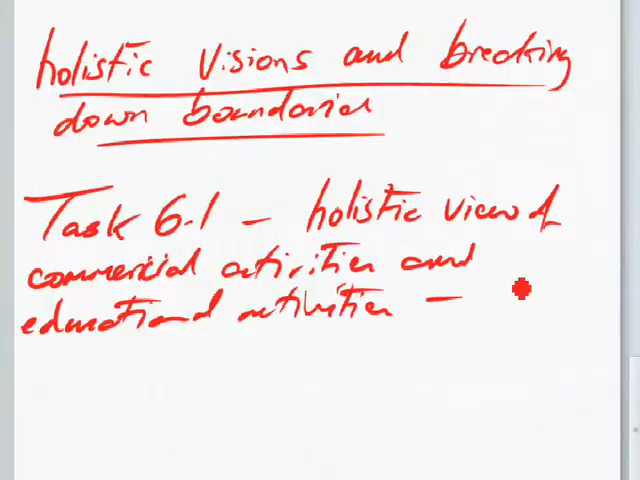 holistic visions and breaking
down boundaries
Task 6.1 - holistic view of
commercial activities and
educational activities -